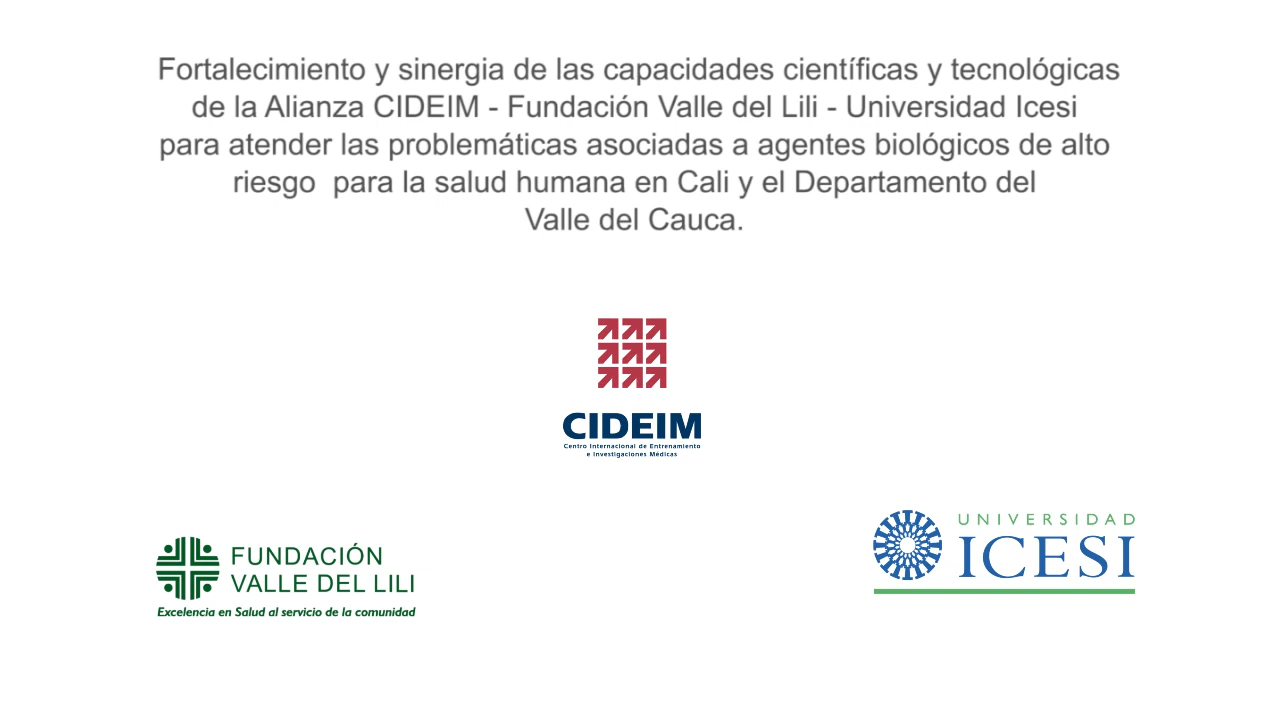 Fortalecimiento y sinergia de las capacidades científicas y tecnológicas
de la Alianza CIDEIM - Fundación Valle del Lili - Universidad Icesi
para atender las problemáticas asociadas a agentes biológicos de alto
riesgo  para la salud humana en Cali y el Departamento del
Valle del Cauca.
CIDEIM
Centro Internacional de Entrenamiento
e Investigaciones Médicas
FUNDACIÓN
VALLE DEL LILI
Excelencia en Salud al servicio de la comunidad
UNIVERSIDAD
ICESI